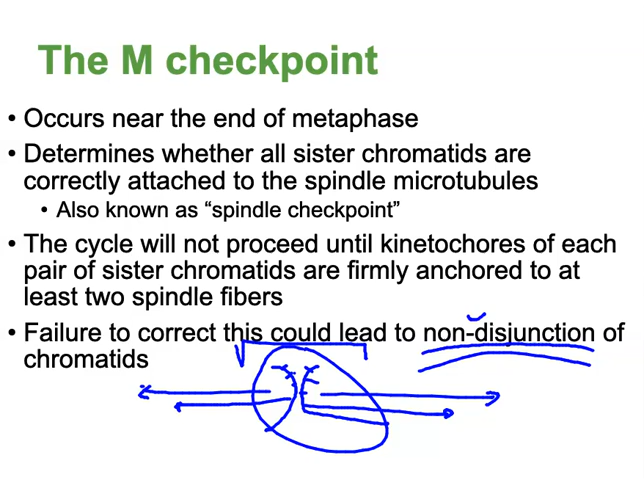 The M checkpoint
• Occurs near the end of metaphase
• Determines whether all sister chromatids are
correctly attached to the spindle microtubules
• Also known as “spindle checkpoint”
• The cycle will not proceed until kinetochores of each
pair of sister chromatids are firmly anchored to at
least two spindle fibers
• Failure to correct this could lead to non-disjunction of
chromatids